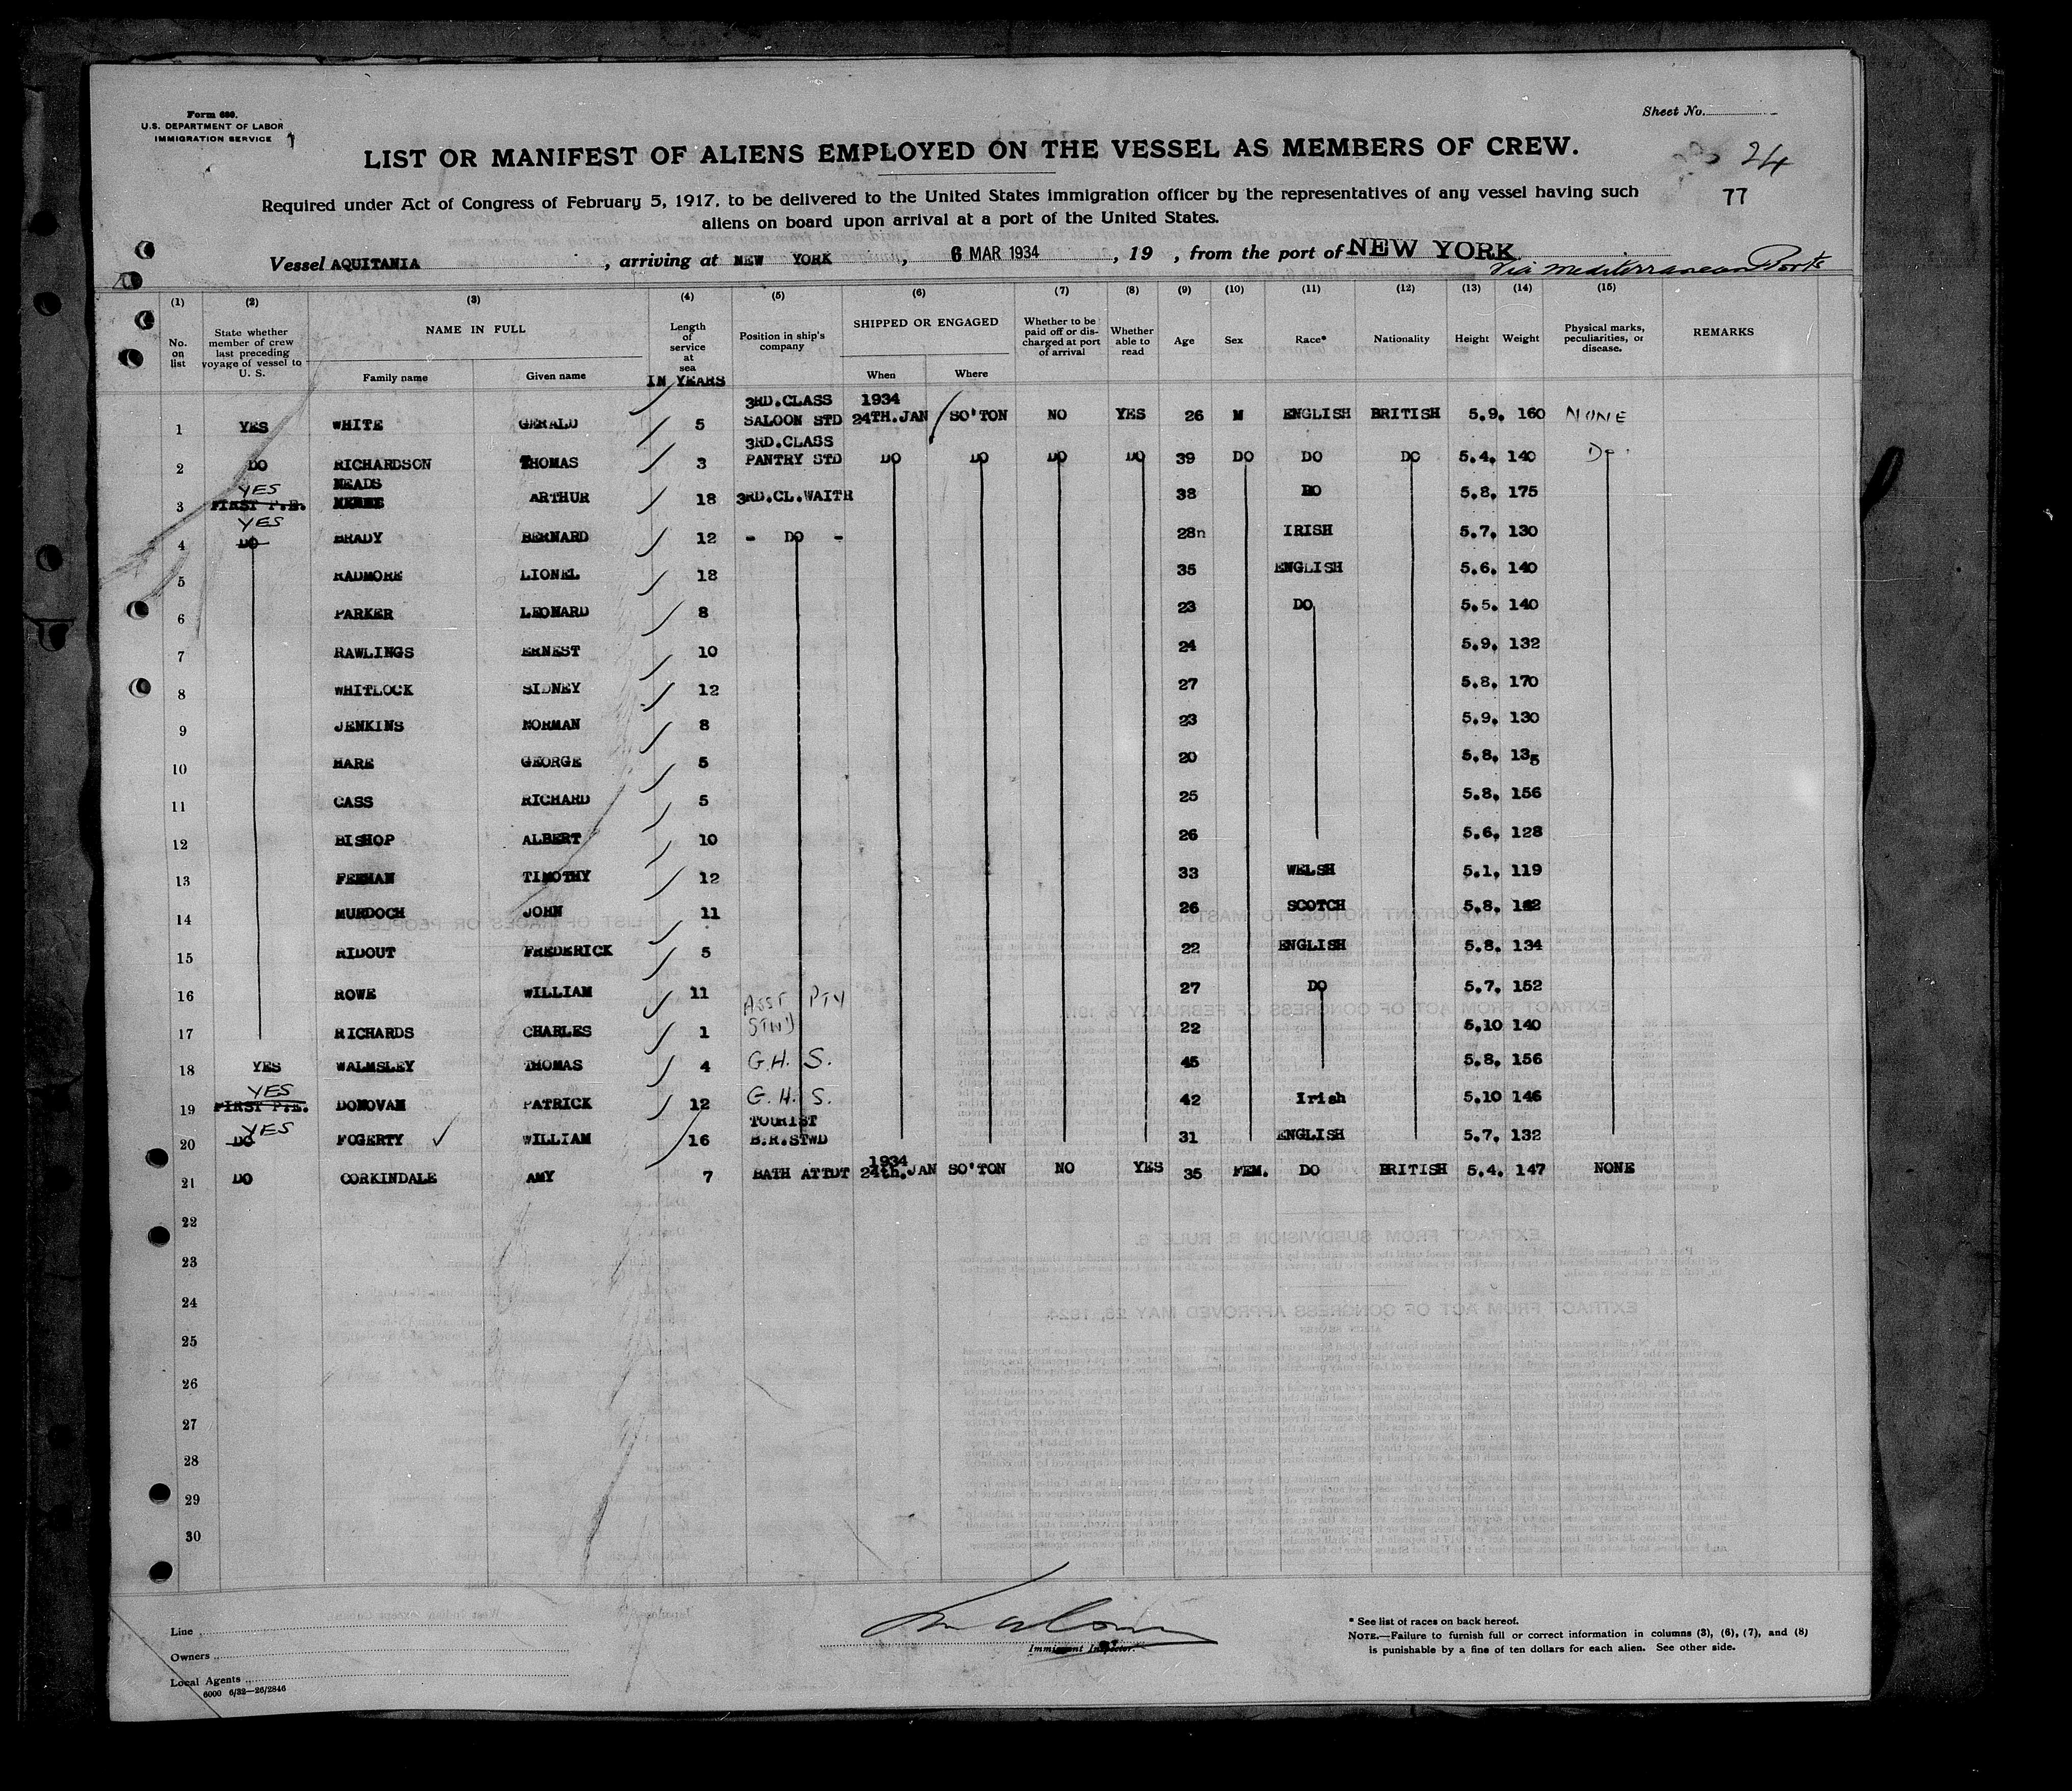 Form 680.
U.S. DEPARTMENT OF LABOR
IMMIGRATION SERVICE
Sheet No.
LIST OR MANIFEST OF ALIENS EMPLOYED ON THE VESSEL AS MEMBERS OF CREW.
24
77
Required under Act of Congress of February 5, 1917, to be delivered to the United States immigration officer by the representatives of any vessel having such
aliens on board upon arrival at a port of the United States.
Vessel AQUITANIA, arriving at NEW YORK, 6 MAR 1934, 19 , from the port of NEW YORK
Via Mediterranean Ports
(1) (2) (3) (4) (5) (6) (7) (8) (9) (10) (11) (12) (13) (14) (15)
No. on list State whether member of crew last preceding voyage of vessel to U. S. NAME IN FULL Family name Given name Length of service at sea IN YEARS Position in ship's company SHIPPED OR ENGAGED When Where Whether to be paid off or discharged at port of arrival Whether able to read Age Sex Race* Nationality Height Weight Physical marks, peculiarities, or disease. REMARKS
3RD.CLASS 1934
1 YES WHITE GERALD 5 SALOON STD 24TH.JAN SO'TON NO YES 26 M ENGLISH BRITISH 5.9. 160 NONE
3RD.CLASS
2 DO RICHARDSON THOMAS 3 PANTRY STD DO DO DO DO 39 DO DO DO 5.4. 140 Do.
YES MEADS
3 FIRST P.E. ARTHUR 18 3RD.CL.WAITR 38 DO 5.8. 175
YES
4 DO BRADY BERNARD 12 - DO - 28n IRISH 5.7. 130
5 RADMORE LIONEL 18 35 ENGLISH 5.6. 140
6 PARKER LEONARD 8 23 DO 5.5. 140
7 RAWLINGS ERNEST 10 24 5.9. 132
8 WHITLOCK SIDNEY 12 27 5.8. 170
9 JENKINS NORMAN 8 23 5.9. 130
10 HARE GEORGE 5 20 5.8. 135
11 CASS RICHARD 5 25 5.8. 156
12 BISHOP ALBERT 10 26 5.6. 128
13 TIMOTHY 12 33 WELSH 5.1. 119
14 MURDOCH JOHN 11 26 SCOTCH 5.8.
15 RIDOUT FREDERICK 5 22 ENGLISH 5.8. 134
16 ROWE WILLIAM 11 27 DO 5.7. 152
ASST PTY
17 RICHARDS CHARLES 1 STWD 22 5.10 140
18 YES WALMSLEY THOMAS 4 G.H.S. 45 5.8. 156
YES
19 FIRST P.E. DONOVAN PATRICK 12 G.H.S. 42 Irish 5.10 146
YES TOURIST
20 DO FOGERTY WILLIAM 16 B.R.STWD 31 ENGLISH 5.7. 132
1934
21 DO CORKINDALE AMY 7 BATH ATTDT 24th.JAN SO'TON NO YES 35 FEM. DO BRITISH 5.4. 147 NONE
22
23
24
25
26
27
28
29
30
Line
Owners
Local Agents
6000 6/32—26/2846
Immigrant Inspector.
* See list of races on back hereof.
NOTE.—Failure to furnish full or correct information in columns (3), (6), (7), and (8)
is punishable by a fine of ten dollars for each alien. See other side.